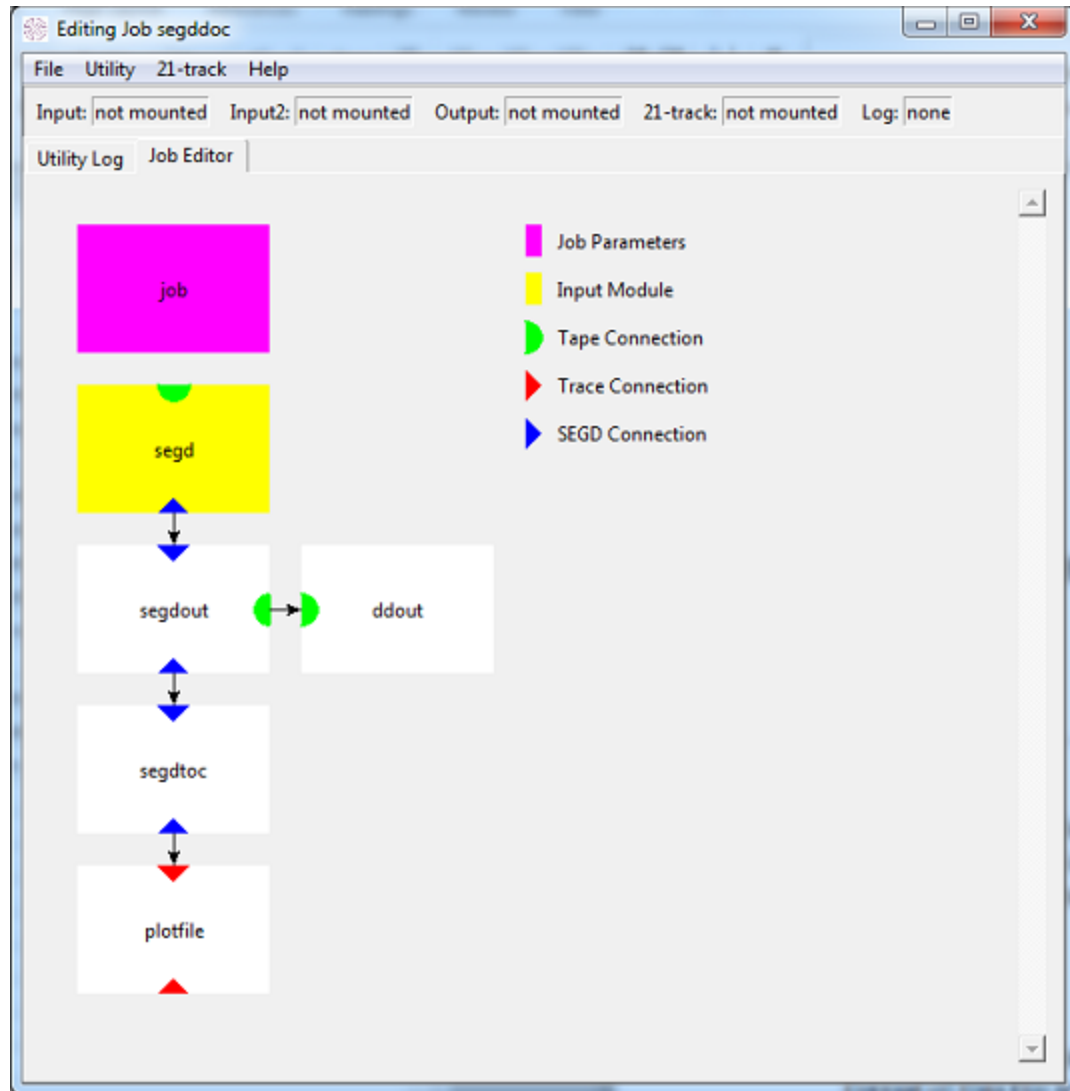 Editing Job segddoc
File Utility 21-track Help
Input: not mounted Input2: not mounted Output: not mounted 21-track: not mounted Log: none
Utility Log Job Editor
job
Job Parameters
Input Module
Tape Connection
Trace Connection
SEGD Connection
segd
segdout
ddout
segdtoc
plotfile